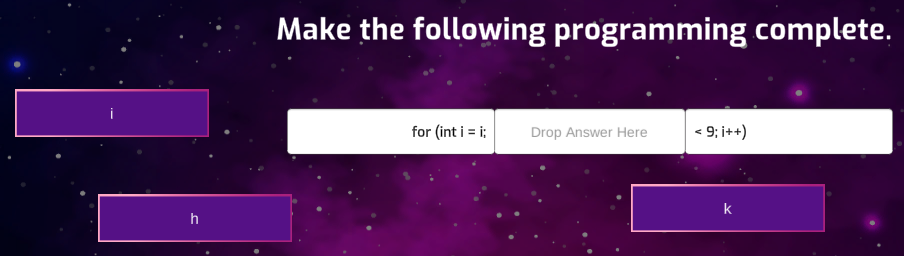 Make the following programming complete.
i
for (int i = i; Drop Answer Here < 9; i++)
h
k